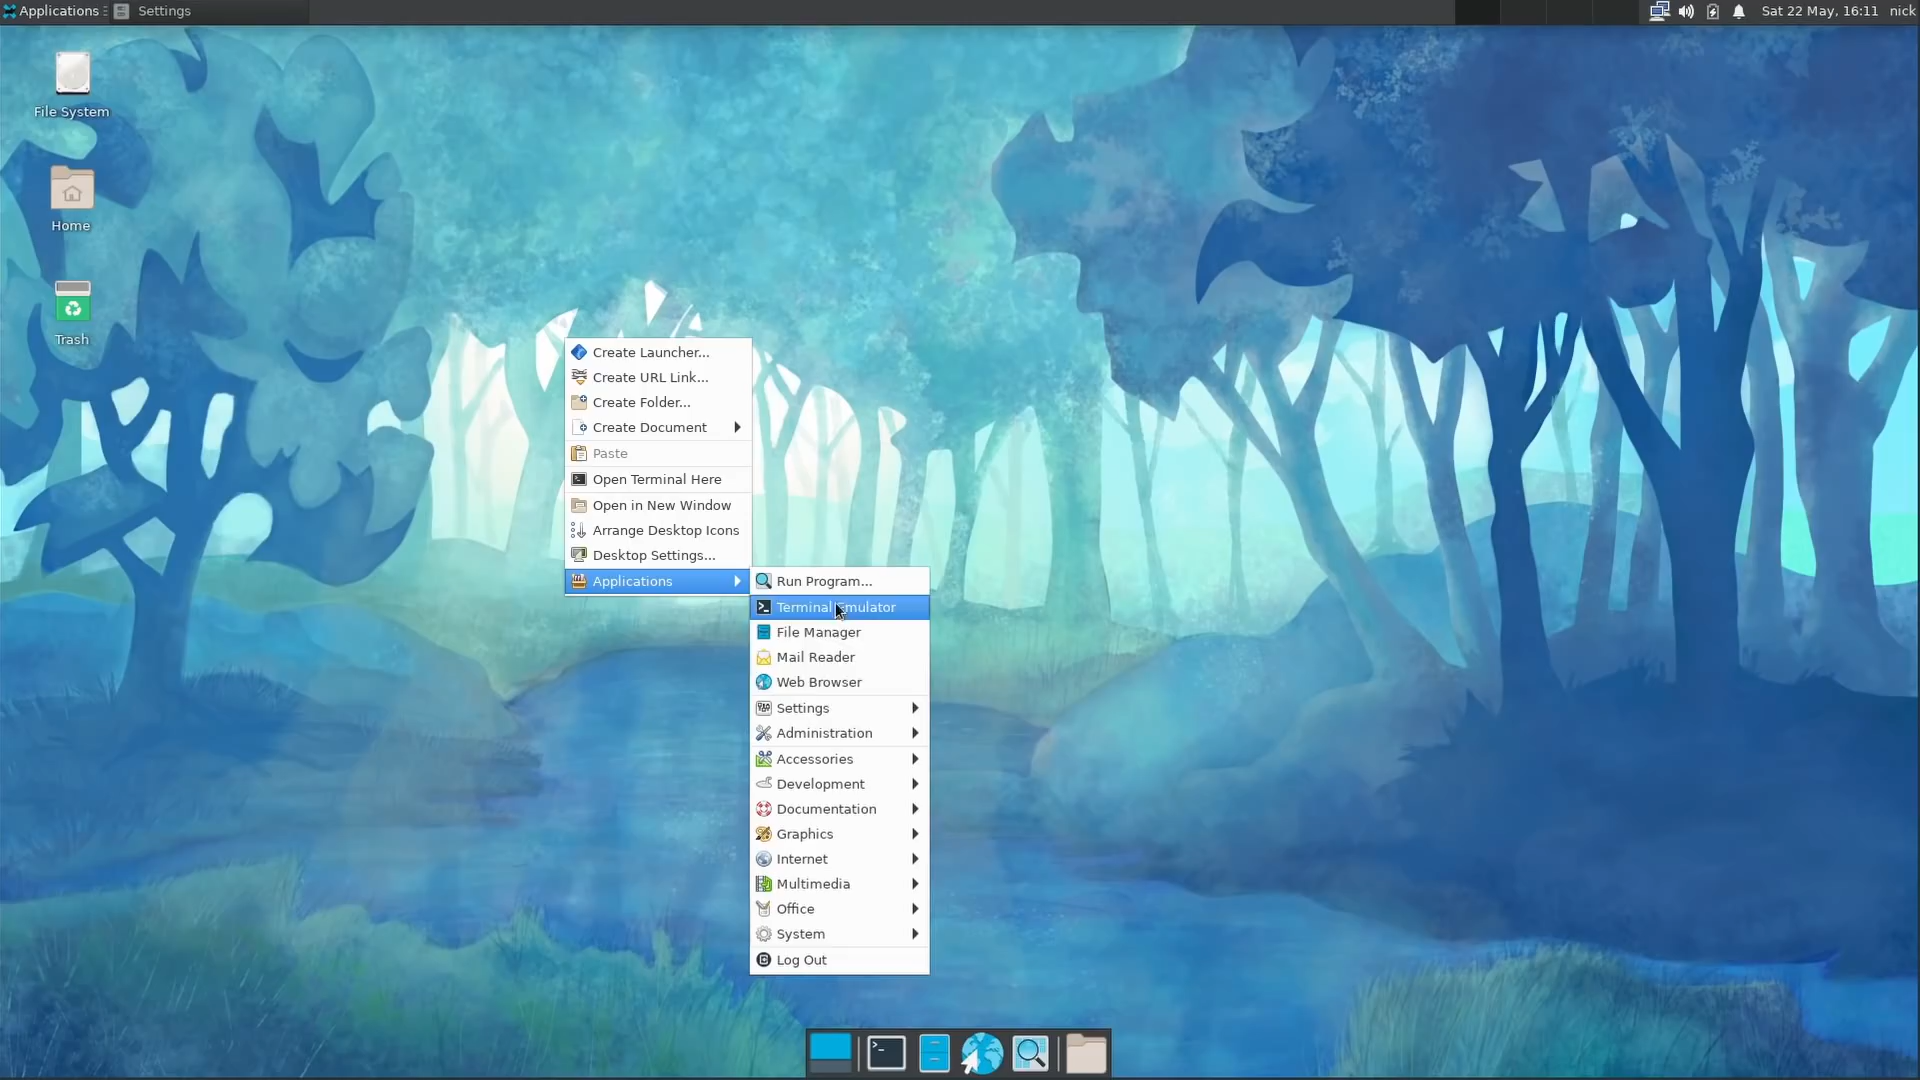 Applications
Settings
Sat 22 May, 16:11
nick
File System
Home
Trash
Create Launcher...
Create URL Link...
Create Folder...
Create Document
Paste
Open Terminal Here
Open in New Window
Arrange Desktop Icons
Desktop Settings...
Applications
Run Program...
Terminal Emulator
File Manager
Mail Reader
Web Browser
Settings
Administration
Accessories
Development
Documentation
Graphics
Internet
Multimedia
Office
System
Log Out